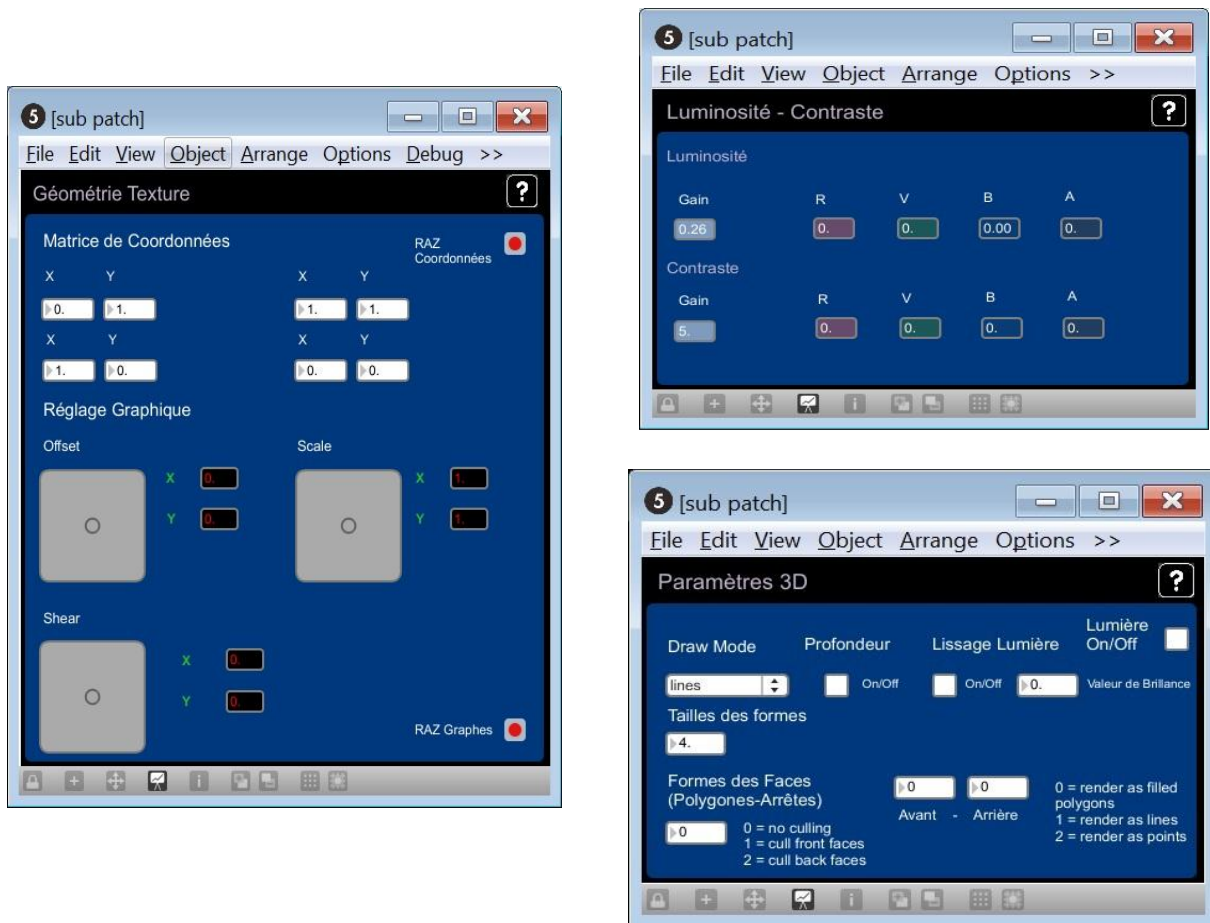 [sub patch]
File Edit View Object Arrange Options Debug >>
Géométrie Texture ?
Matrice de Coordonnées
RAZ
Coordonnées
X Y X Y
0. 1. 1. 1.
X Y X Y
1. 0. 0. 0.
Réglage Graphique
Offset Scale
X 0. X 1.
Y 0. Y 1.
Shear
X 0.
Y 0.
RAZ Graphes
5 [sub patch]
File Edit View Object Arrange Options >>
Luminosité - Contraste ?
Luminosité
Gain R V B A
0.26 0. 0. 0.00 0.
Contraste
Gain R V B A
5. 0. 0. 0. 0.
5 [sub patch]
File Edit View Object Arrange Options >>
Paramètres 3D ?
Lumière
Draw Mode Profondeur Lissage Lumière On/Off
lines On/Off On/Off 0. Valeur de Brillance
Tailles des formes
4.
Formes des Faces
(Polygones-Arrêtes)
0
0 = no culling
1 = cull front faces
2 = cull back faces
0 0
Avant - Arrière
0 = render as filled
polygons
1 = render as lines
2 = render as points